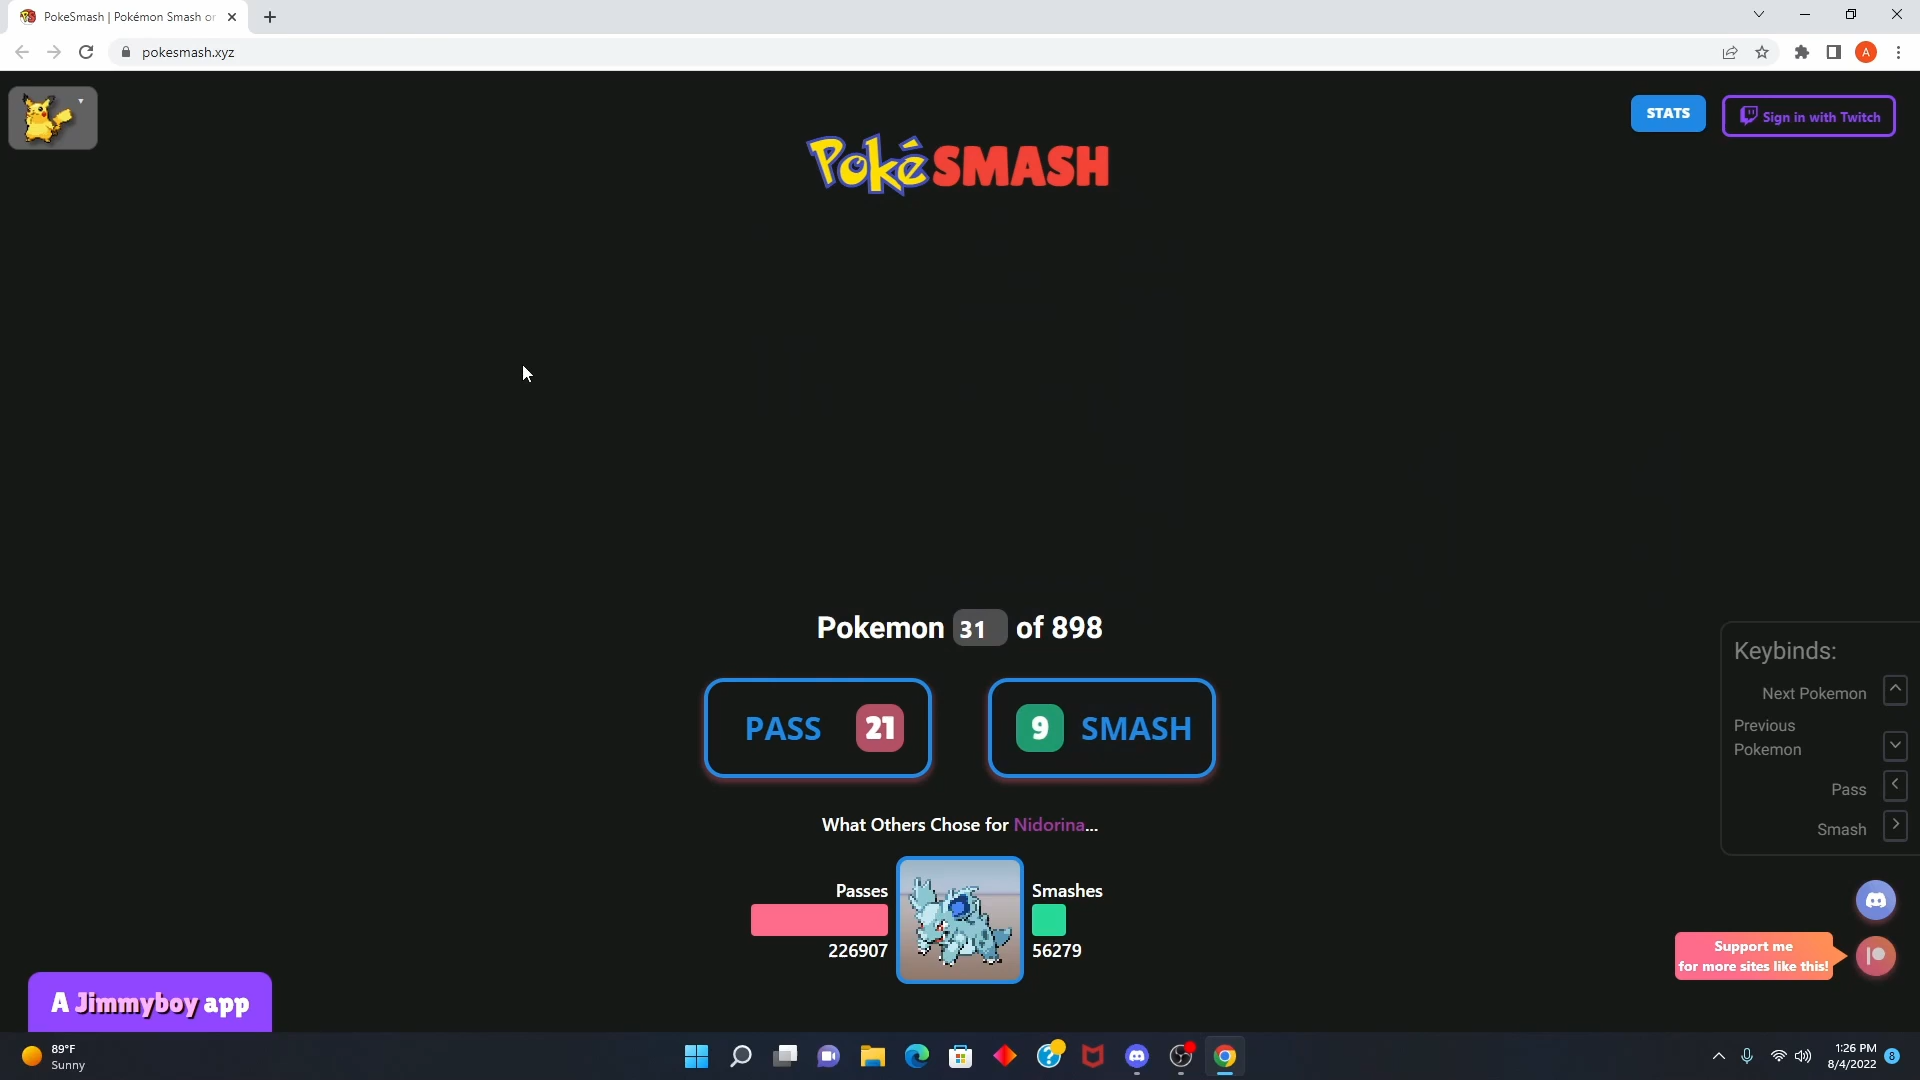 PokeSmash | Pokémon Smash or
pokesmash.xyz
A
STATS
Sign in with Twitch
PokéSMASH
Pokemon 31 of 898
PASS 21
9 SMASH
Keybinds:
Next Pokemon
Previous
Pokemon
Pass
Smash
What Others Chose for Nidorina...
Passes
226907
Smashes
56279
Support me
for more sites like this!
A Jimmyboy app
89°F
Sunny
1:26 PM
8/4/2022
8